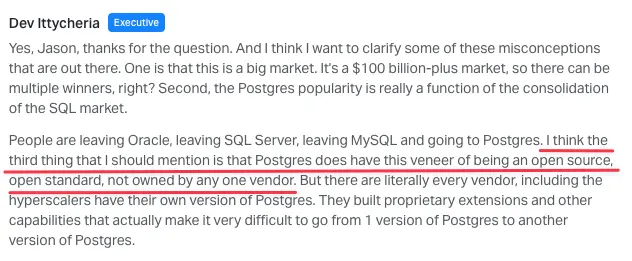 Dev Ittycheria Executive
Yes, Jason, thanks for the question. And I think I want to clarify some of these misconceptions
that are out there. One is that this is a big market. It's a $100 billion-plus market, so there can be
multiple winners, right? Second, the Postgres popularity is really a function of the consolidation
of the SQL market.
People are leaving Oracle, leaving SQL Server, leaving MySQL and going to Postgres. I think the
third thing that I should mention is that Postgres does have this veneer of being an open source,
open standard, not owned by any one vendor. But there are literally every vendor, including the
hyperscalers have their own version of Postgres. They built proprietary extensions and other
capabilities that actually make it very difficult to go from 1 version of Postgres to another
version of Postgres.